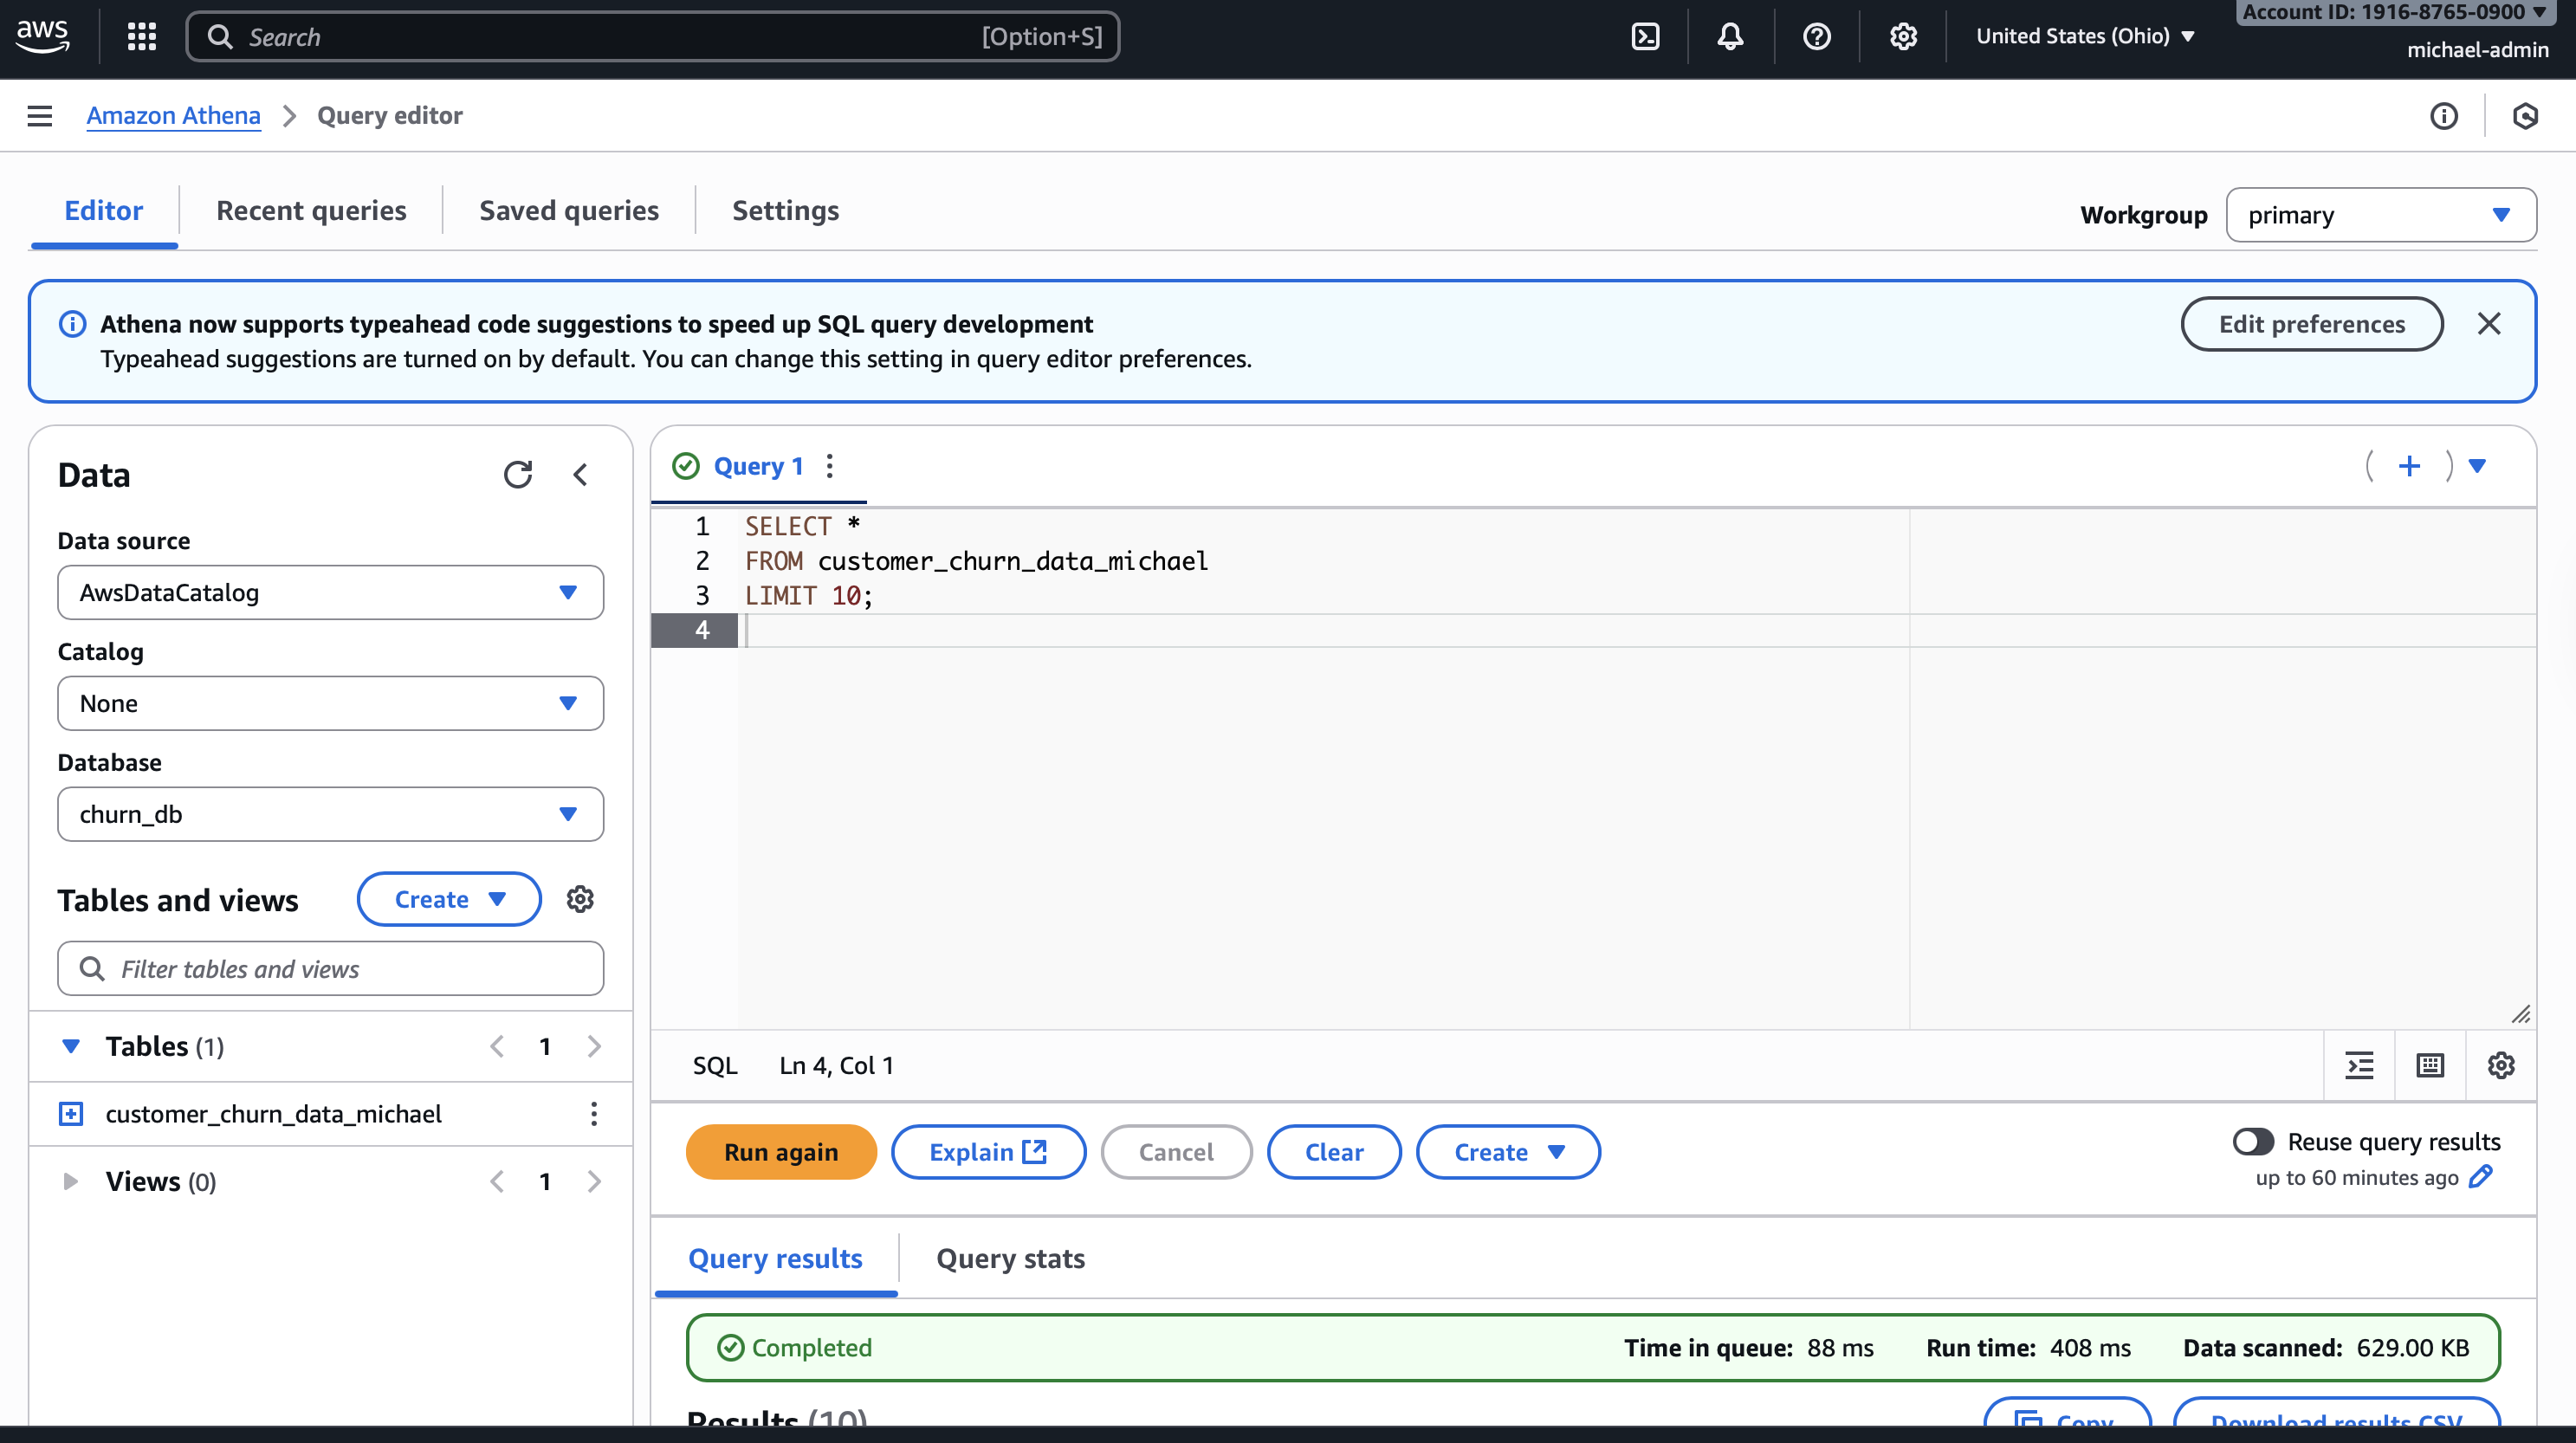 aws
Search [Option+S]
United States (Ohio)
Account ID: 1916-8765-0900
michael-admin
Amazon Athena > Query editor
Editor
Recent queries
Saved queries
Settings
Workgroup
primary
Athena now supports typeahead code suggestions to speed up SQL query development
Typeahead suggestions are turned on by default. You can change this setting in query editor preferences.
Edit preferences
Data
Data source
AwsDataCatalog
Catalog
None
Database
churn_db
Tables and views
Create
Filter tables and views
Tables (1)
1
customer_churn_data_michael
Views (0)
1
Query 1
1 SELECT *
2 FROM customer_churn_data_michael
3 LIMIT 10;
4
SQL Ln 4, Col 1
Run again
Explain
Cancel
Clear
Create
Reuse query results
up to 60 minutes ago
Query results
Query stats
Completed
Time in queue: 88 ms
Run time: 408 ms
Data scanned: 629.00 KB
Results (10)
Copy
Download results CSV